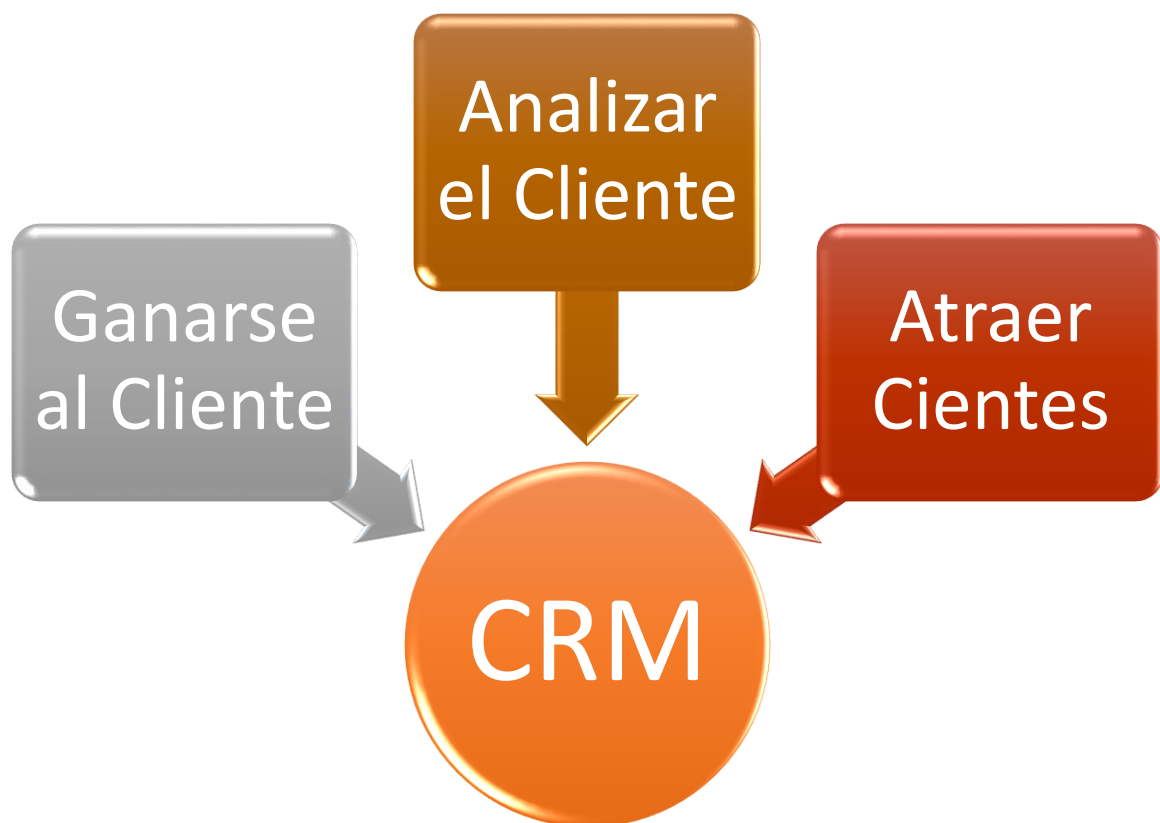 Analizar
el Cliente
Ganarse
al Cliente
Atraer
Cientes
CRM